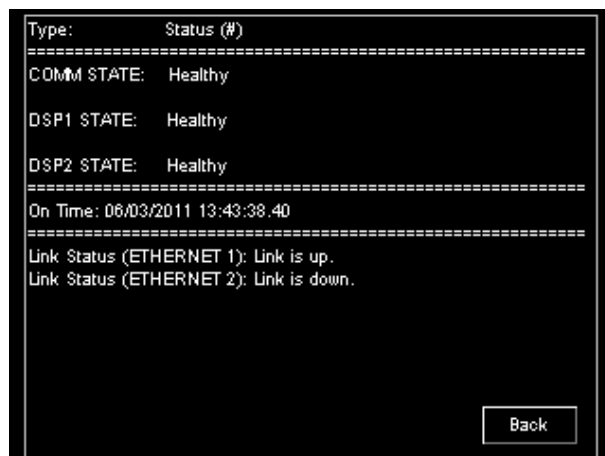 Type: Status (#)
============================================================
COMM STATE: Healthy
DSP1 STATE: Healthy
DSP2 STATE: Healthy
============================================================
On Time: 06/03/2011 13:43:38.40
============================================================
Link Status (ETHERNET 1): Link is up.
Link Status (ETHERNET 2): Link is down.
Back